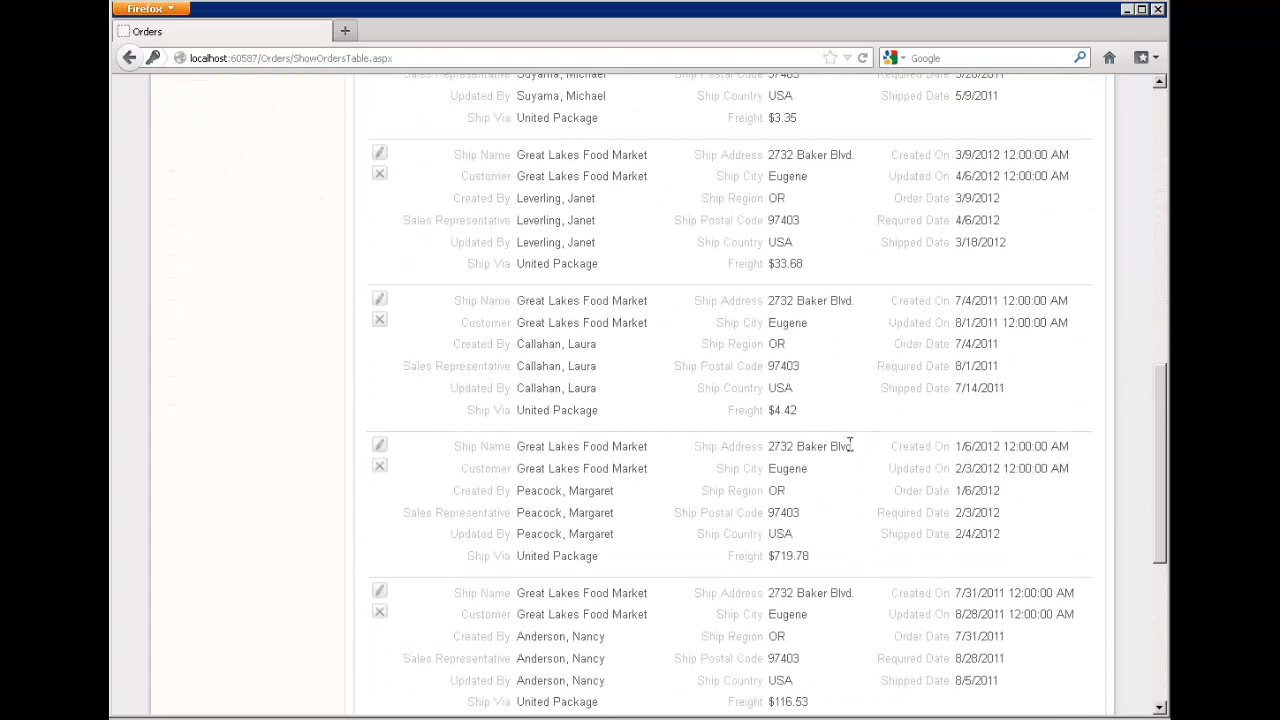 Firefox
Orders
localhost:60587/Orders/ShowOrdersTable.aspx
Google
Sales Representative Suyama, Michael Ship Postal Code 97403 Required Date
Updated By Suyama, Michael Ship Country USA Shipped Date 5/9/2011
Ship Via United Package Freight $3.35
Ship Name Great Lakes Food Market Ship Address 2732 Baker Blvd. Created On 3/9/2012 12:00:00 AM
Customer Great Lakes Food Market Ship City Eugene Updated On 4/6/2012 12:00:00 AM
Created By Leverling, Janet Ship Region OR Order Date 3/9/2012
Sales Representative Leverling, Janet Ship Postal Code 97403 Required Date 4/6/2012
Updated By Leverling, Janet Ship Country USA Shipped Date 3/18/2012
Ship Via United Package Freight $33.68
Ship Name Great Lakes Food Market Ship Address 2732 Baker Blvd. Created On 7/4/2011 12:00:00 AM
Customer Great Lakes Food Market Ship City Eugene Updated On 8/1/2011 12:00:00 AM
Created By Callahan, Laura Ship Region OR Order Date 7/4/2011
Sales Representative Callahan, Laura Ship Postal Code 97403 Required Date 8/1/2011
Updated By Callahan, Laura Ship Country USA Shipped Date 7/14/2011
Ship Via United Package Freight $4.42
Ship Name Great Lakes Food Market Ship Address 2732 Baker Blvd. Created On 1/6/2012 12:00:00 AM
Customer Great Lakes Food Market Ship City Eugene Updated On 2/3/2012 12:00:00 AM
Created By Peacock, Margaret Ship Region OR Order Date 1/6/2012
Sales Representative Peacock, Margaret Ship Postal Code 97403 Required Date 2/3/2012
Updated By Peacock, Margaret Ship Country USA Shipped Date 2/4/2012
Ship Via United Package Freight $719.78
Ship Name Great Lakes Food Market Ship Address 2732 Baker Blvd. Created On 7/31/2011 12:00:00 AM
Customer Great Lakes Food Market Ship City Eugene Updated On 8/28/2011 12:00:00 AM
Created By Anderson, Nancy Ship Region OR Order Date 7/31/2011
Sales Representative Anderson, Nancy Ship Postal Code 97403 Required Date 8/28/2011
Updated By Anderson, Nancy Ship Country USA Shipped Date 8/5/2011
Ship Via United Package Freight $116.53